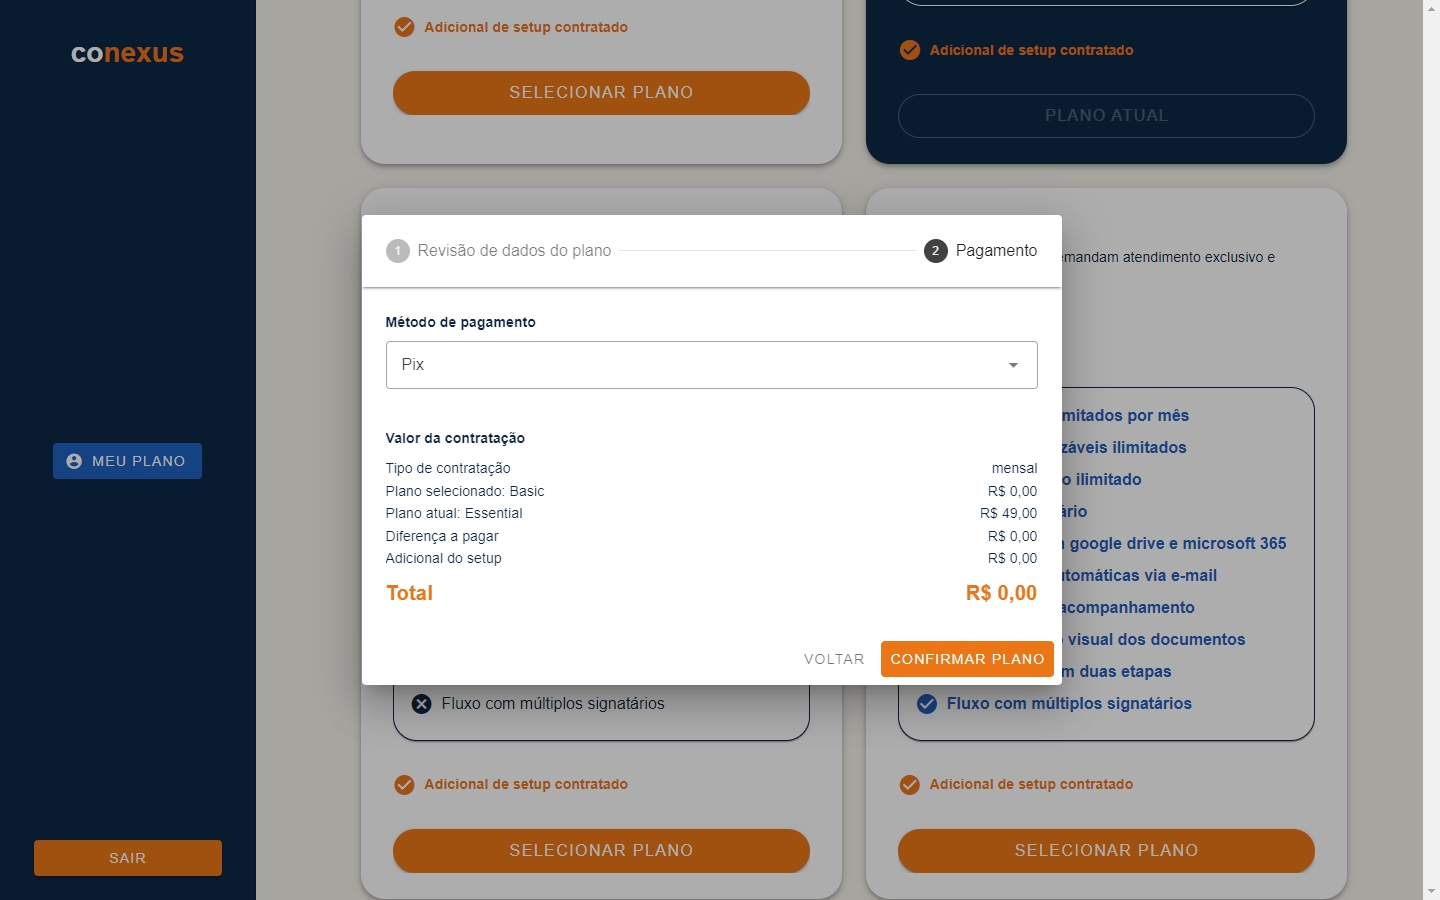 conexus
MEU PLANO
SAIR
Adicional de setup contratado
SELECIONAR PLANO
Adicional de setup contratado
PLANO ATUAL
1 Revisão de dados do plano
2 Pagamento
Método de pagamento
Pix
Valor da contratação
Tipo de contratação mensal
Plano selecionado: Basic R$ 0,00
Plano atual: Essential R$ 49,00
Diferença a pagar R$ 0,00
Adicional do setup R$ 0,00
Total R$ 0,00
VOLTAR
CONFIRMAR PLANO
Fluxo com múltiplos signatários
Adicional de setup contratado
SELECIONAR PLANO
emandam atendimento exclusivo e
mitados por mês
záveis ilimitados
o ilimitado
ário
google drive e microsoft 365
utomáticas via e-mail
acompanhamento
visual dos documentos
m duas etapas
Fluxo com múltiplos signatários
Adicional de setup contratado
SELECIONAR PLANO